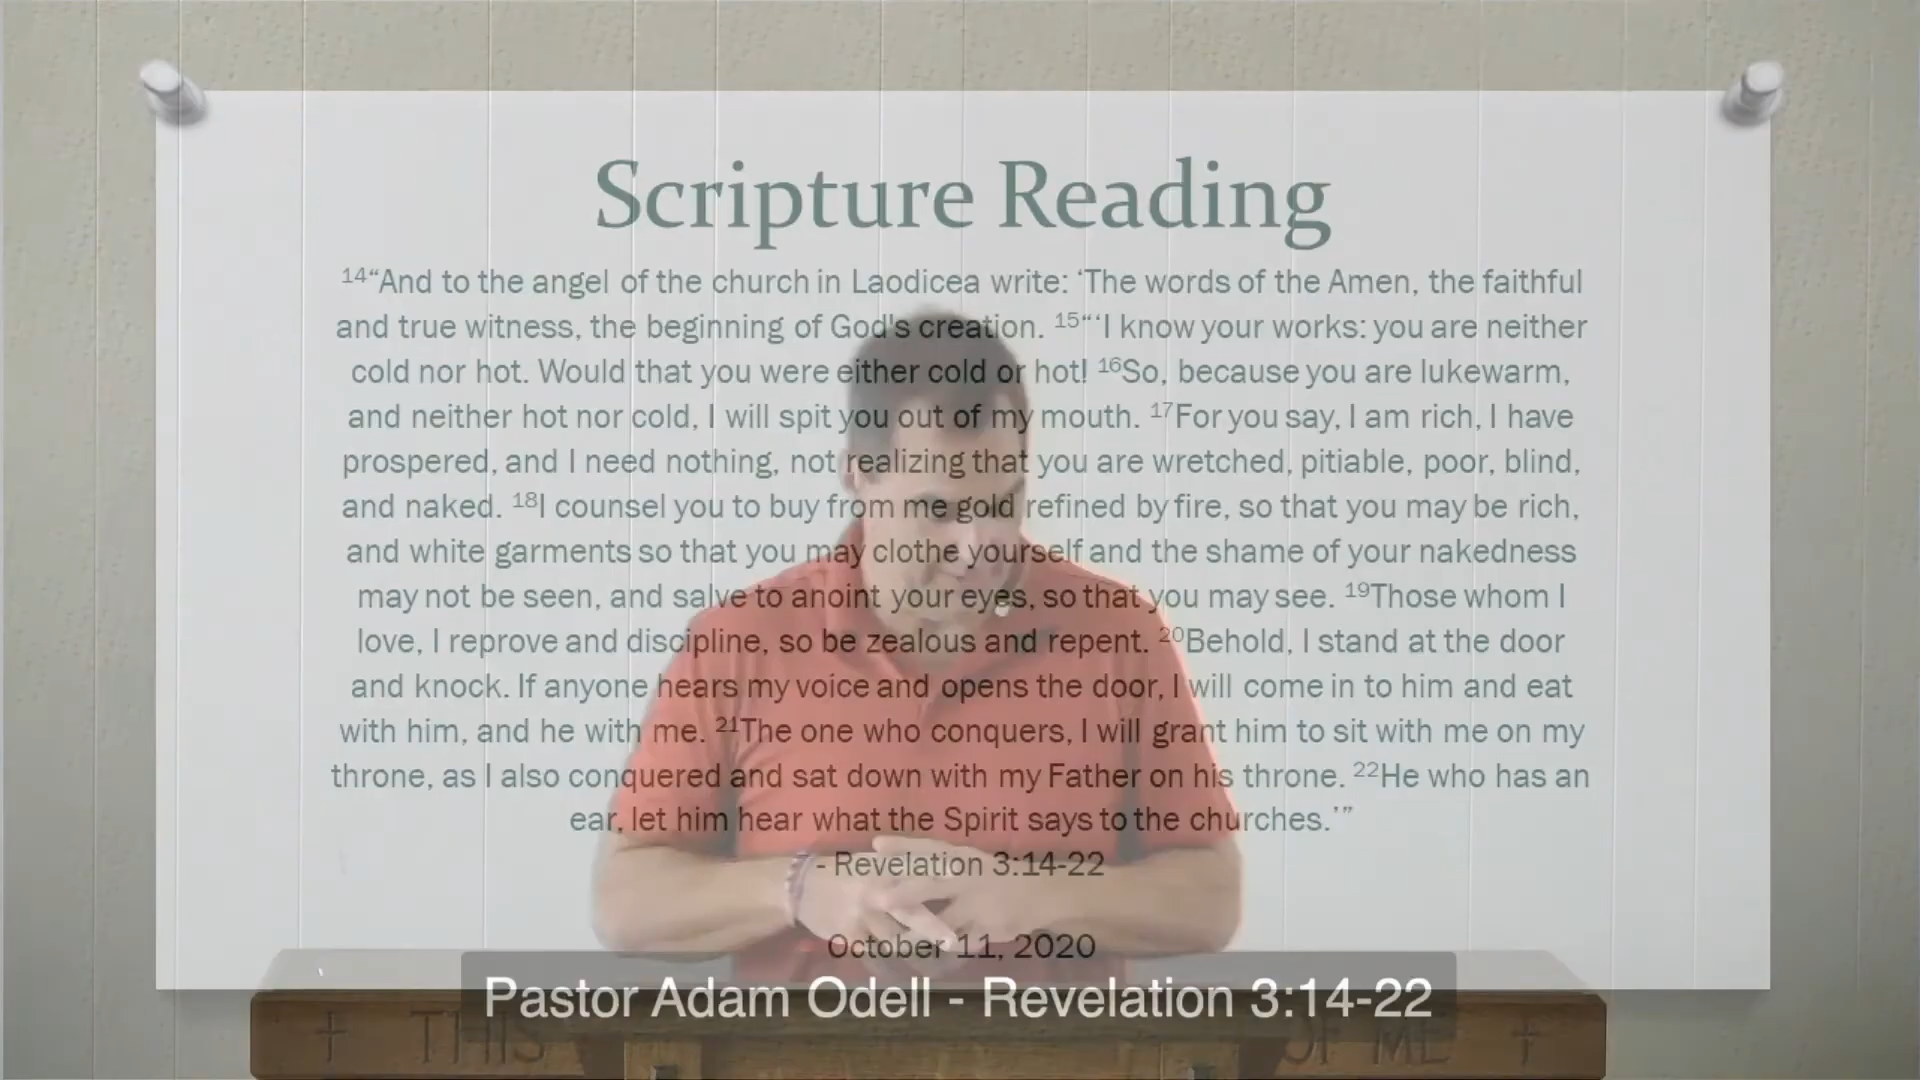 Scripture Reading
14“And to the angel of the church in Laodicea write: ‘The words of the Amen, the faithful
and true witness, the beginning of God's creation. 15“‘I know your works: you are neither
cold nor hot. Would that you were either cold or hot! 16So, because you are lukewarm,
and neither hot nor cold, I will spit you out of my mouth. 17For you say, I am rich, I have
prospered, and I need nothing, not realizing that you are wretched, pitiable, poor, blind,
and naked. 18I counsel you to buy from me gold refined by fire, so that you may be rich,
and white garments so that you may clothe yourself and the shame of your nakedness
may not be seen, and salve to anoint your eyes, so that you may see. 19Those whom I
love, I reprove and discipline, so be zealous and repent. 20Behold, I stand at the door
and knock. If anyone hears my voice and opens the door, I will come in to him and eat
with him, and he with me. 21The one who conquers, I will grant him to sit with me on my
throne, as I also conquered and sat down with my Father on his throne. 22He who has an
ear, let him hear what the Spirit says to the churches.’”
- Revelation 3:14-22
October 11, 2020
Pastor Adam Odell - Revelation 3:14-22
THIS OF ME